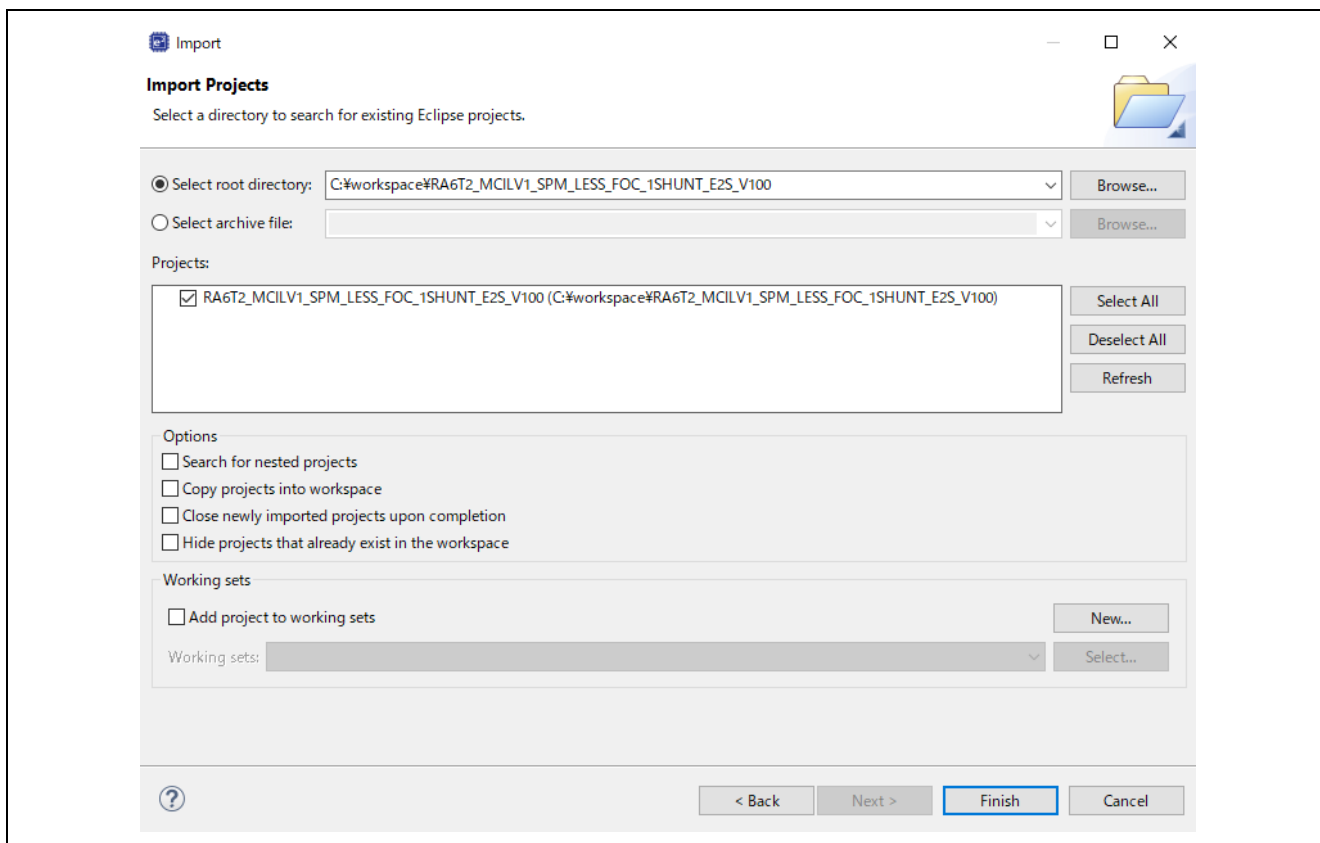 Import
Import Projects
Select a directory to search for existing Eclipse projects.
Select root directory: C:¥workspace¥RA6T2_MCILV1_SPM_LESS_FOC_1SHUNT_E2S_V100 Browse...
Select archive file: Browse...
Projects:
RA6T2_MCILV1_SPM_LESS_FOC_1SHUNT_E2S_V100 (C:¥workspace¥RA6T2_MCILV1_SPM_LESS_FOC_1SHUNT_E2S_V100)
Select All
Deselect All
Refresh
Options
Search for nested projects
Copy projects into workspace
Close newly imported projects upon completion
Hide projects that already exist in the workspace
Working sets
Add project to working sets New...
Working sets: Select...
? < Back Next > Finish Cancel